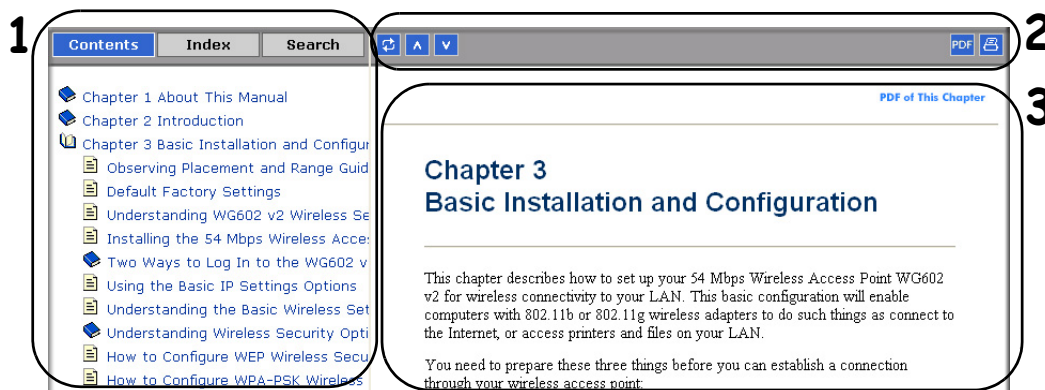 1
Contents Index Search
Chapter 1 About This Manual
Chapter 2 Introduction
Chapter 3 Basic Installation and Configur
Observing Placement and Range Guid
Default Factory Settings
Understanding WG602 v2 Wireless Se
Installing the 54 Mbps Wireless Acce
Two Ways to Log In to the WG602 v
Using the Basic IP Settings Options
Understanding the Basic Wireless Set
Understanding Wireless Security Opti
How to Configure WEP Wireless Secu
How to Configure WPA-PSK Wireless
2
PDF
3
PDF of This Chapter
Chapter 3
Basic Installation and Configuration
This chapter describes how to set up your 54 Mbps Wireless Access Point WG602
v2 for wireless connectivity to your LAN. This basic configuration will enable
computers with 802.11b or 802.11g wireless adapters to do such things as connect to
the Internet, or access printers and files on your LAN.
You need to prepare these three things before you can establish a connection
through your wireless access point: